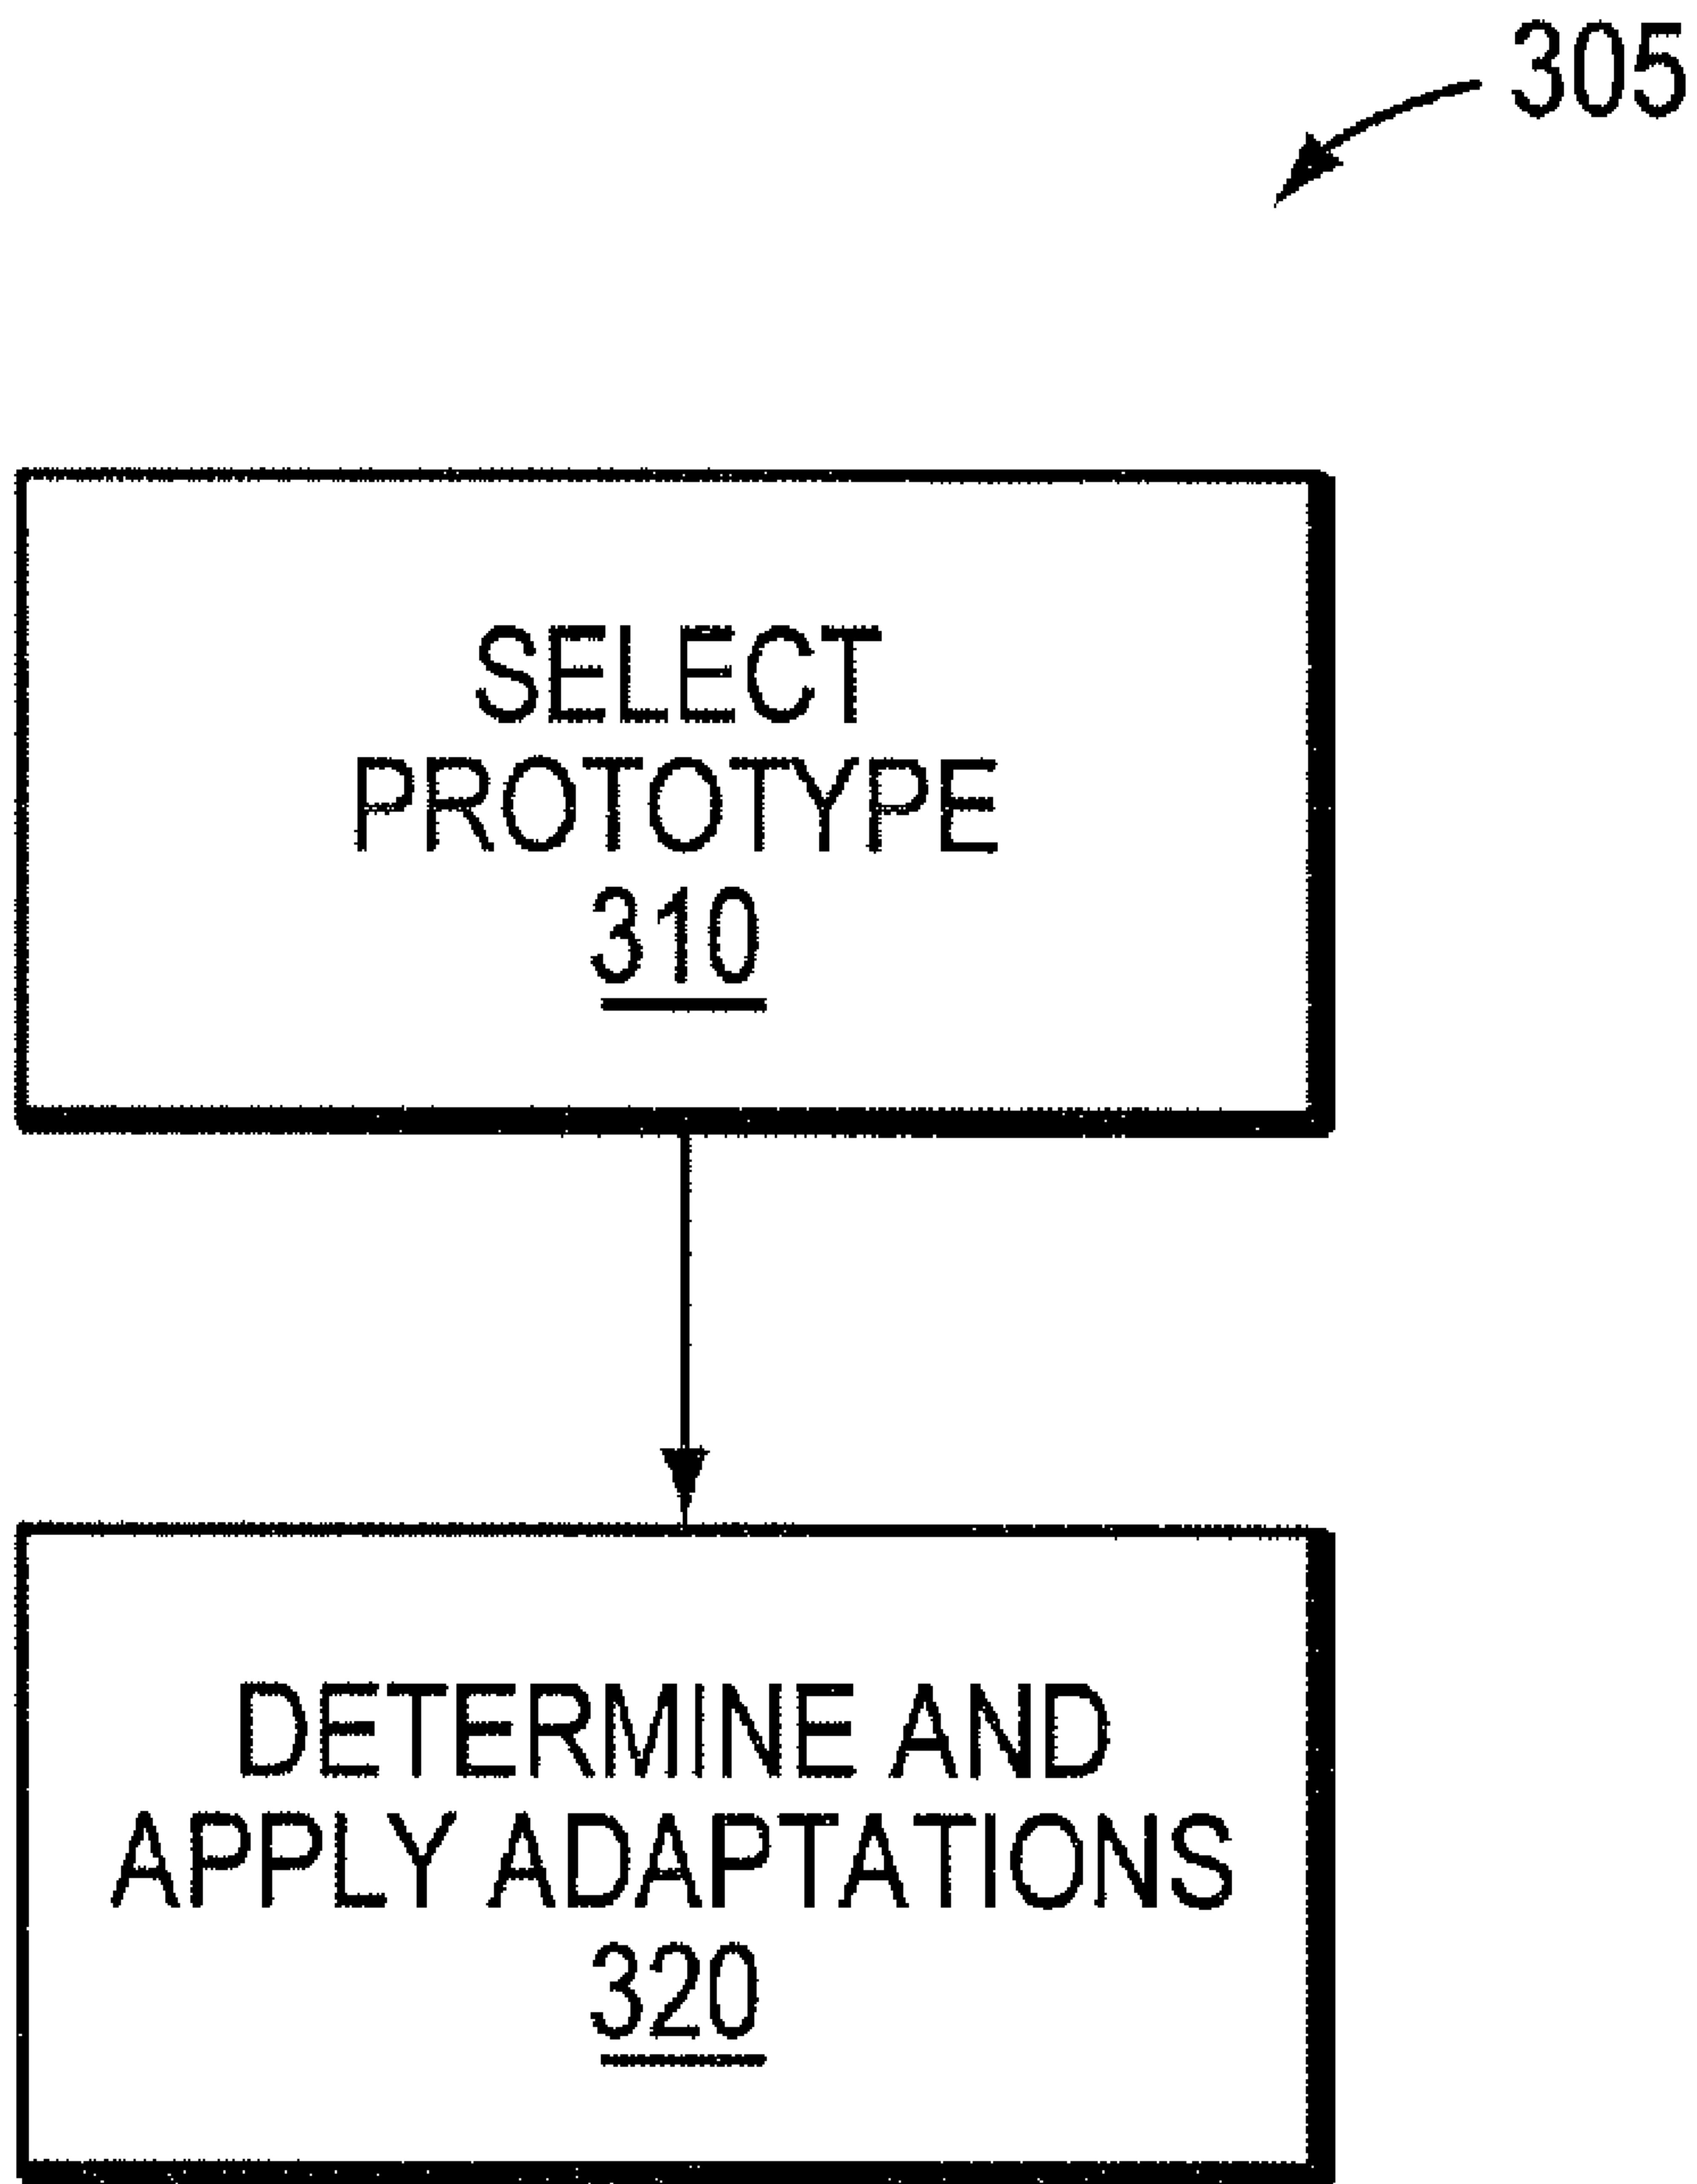 305
SELECT
PROTOTYPE
310
DETERMINE AND
APPLY ADAPTATIONS
320